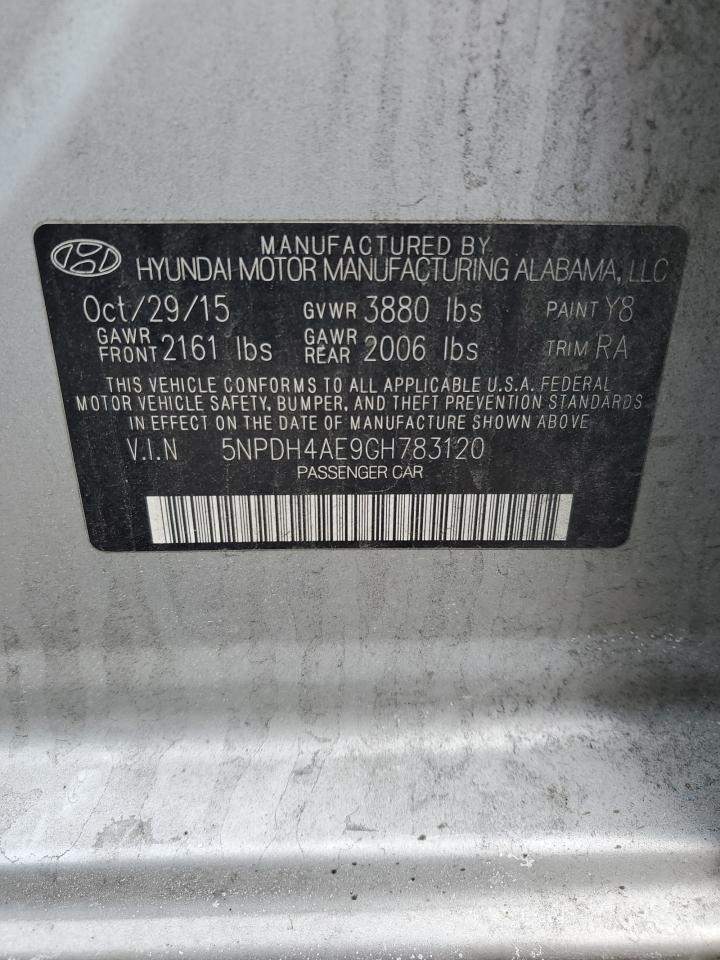 MANUFACTURED BY
HYUNDAI MOTOR MANUFACTURING ALABAMA, LLC
Oct/29/15 GVWR 3880 lbs PAINT Y8
GAWR FRONT 2161 lbs GAWR REAR 2006 lbs TRIM RA
THIS VEHICLE CONFORMS TO ALL APPLICABLE U.S.A. FEDERAL
MOTOR VEHICLE SAFETY, BUMPER, AND THEFT PREVENTION STANDARDS
IN EFFECT ON THE DATE OF MANUFACTURE SHOWN ABOVE
V.I.N 5NPDH4AE9GH783120
PASSENGER CAR